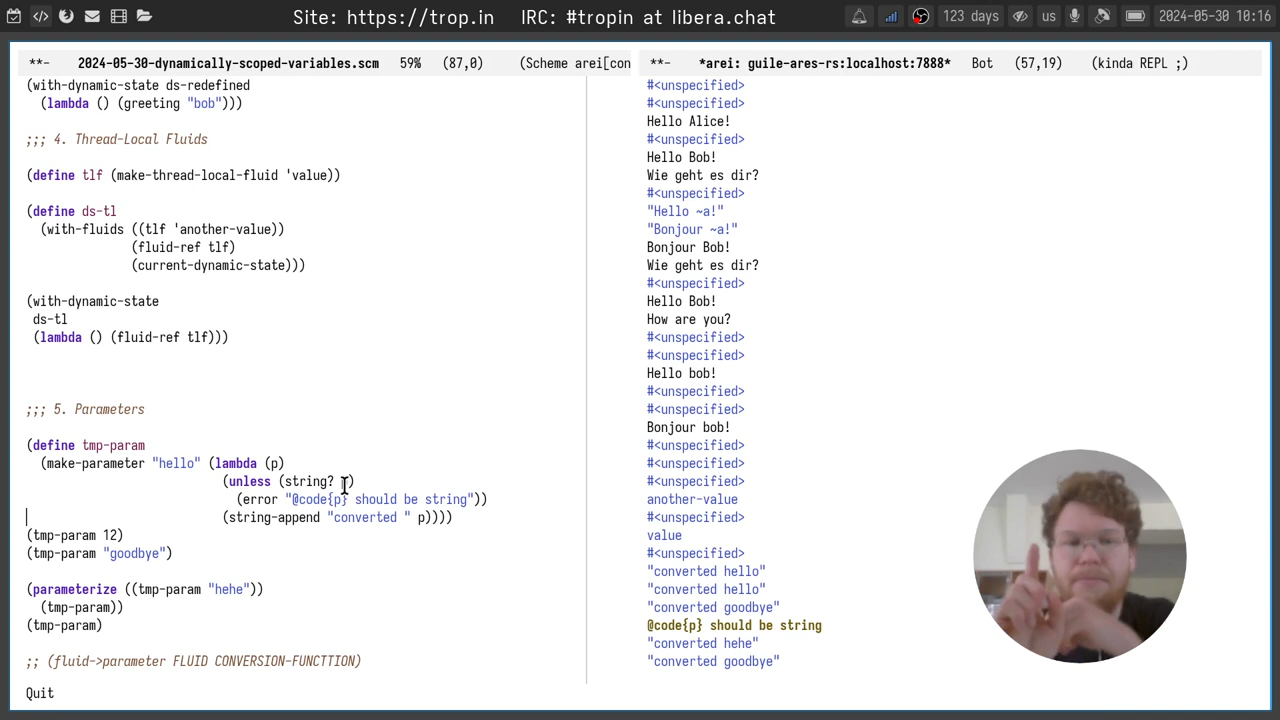 Site: https://trop.in IRC: #tropin at libera.chat
123 days us 2024-05-30 10:16
**- 2024-05-30-dynamically-scoped-variables.scm 59% (87,0) (Scheme arei[con
(with-dynamic-state ds-redefined
(lambda () (greeting "bob")))
;;; 4. Thread-Local Fluids
(define tlf (make-thread-local-fluid 'value))
(define ds-tl
(with-fluids ((tlf 'another-value))
(fluid-ref tlf)
(current-dynamic-state)))
(with-dynamic-state
ds-tl
(lambda () (fluid-ref tlf)))
;;; 5. Parameters
(define tmp-param
(make-parameter "hello" (lambda (p)
(unless (string? p)
(error "@code{p} should be string"))
(string-append "converted " p))))
(tmp-param 12)
(tmp-param "goodbye")
(parameterize ((tmp-param "hehe"))
(tmp-param))
(tmp-param)
;; (fluid->parameter FLUID CONVERSION-FUNCTTION)
Quit
**- *arei: guile-ares-rs:localhost:7888* Bot (57,19) (kinda REPL ;)
#<unspecified>
#<unspecified>
Hello Alice!
#<unspecified>
Hello Bob!
Wie geht es dir?
#<unspecified>
"Hello ~a!"
"Bonjour ~a!"
Bonjour Bob!
Wie geht es dir?
#<unspecified>
Hello Bob!
How are you?
#<unspecified>
#<unspecified>
Hello bob!
#<unspecified>
#<unspecified>
Bonjour bob!
#<unspecified>
#<unspecified>
#<unspecified>
another-value
#<unspecified>
value
#<unspecified>
"converted hello"
"converted hello"
"converted goodbye"
@code{p} should be string
"converted hehe"
"converted goodbye"